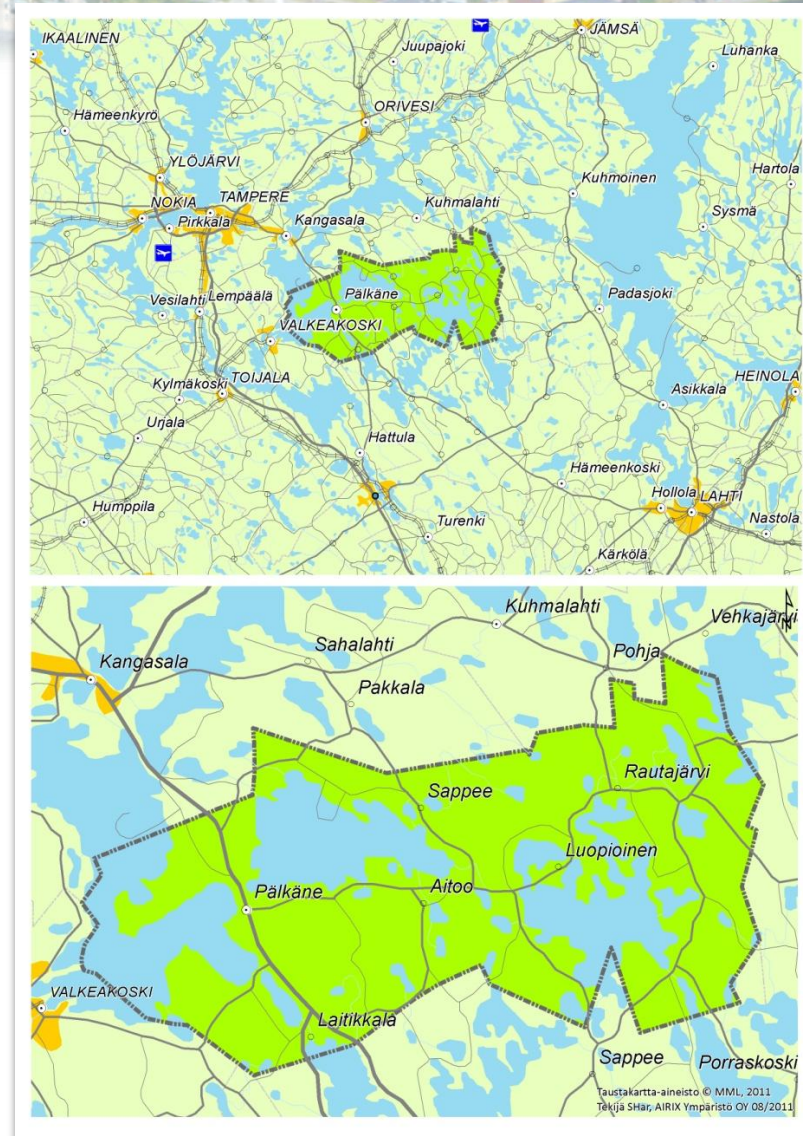 IKAALINEN
Juupajoki
JÄMSÄ
Luhanka
Hämeenkyrö
ORIVESI
YLÖJÄRVI
Hartola
NOKIA
TAMPERE
Kuhmoinen
Pirkkala
Kangasala
Kuhmalahti
Sysmä
Vesilahti
Lempäälä
Pälkäne
Padasjoki
VALKEAKOSKI
Kylmäkoski
TOIJALA
HEINOLA
Asikkala
Urjala
Hattula
Hämeenkoski
Humppila
Hollola
LAHTI
Turenki
Nastola
Kärkölä
Kuhmalahti
Vehkajärvi
Sahalahti
Pohja
Kangasala
Pakkala
Rautajärvi
Sappee
Luopioinen
Aitoo
Pälkäne
VALKEAKOSKI
Laitikkala
Sappee
Porraskoski
Taustakartta-aineisto © MML, 2011
Tekijä SHar, AIRIX Ympäristö OY 08/2011